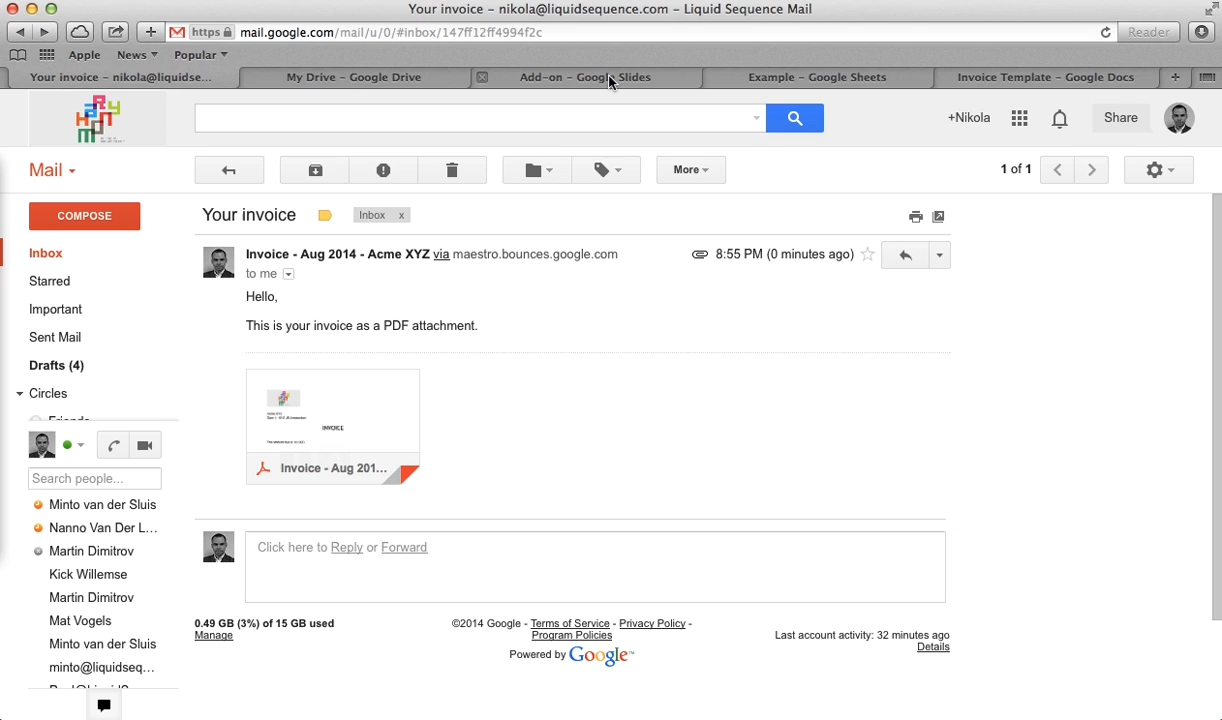 Your invoice – nikola@liquidsequence.com – Liquid Sequence Mail
https mail.google.com/mail/u/0/#inbox/147ff12ff4994f2c Reader
Apple News Popular
Your invoice – nikola@liquidse... My Drive – Google Drive Add-on – Google Slides Example – Google Sheets Invoice Template – Google Docs
HARMONY
+Nikola Share
Mail More 1 of 1
COMPOSE
Your invoice Inbox x
Inbox
Starred
Important
Sent Mail
Drafts (4)
Circles
Friends
Invoice - Aug 2014 - Acme XYZ via maestro.bounces.google.com 8:55 PM (0 minutes ago)
to me
Hello,
This is your invoice as a PDF attachment.
INVOICE
Invoice - Aug 201...
Search people...
Minto van der Sluis
Nanno Van Der L...
Martin Dimitrov
Kick Willemse
Martin Dimitrov
Mat Vogels
Minto van der Sluis
minto@liquidseq...
Click here to Reply or Forward
0.49 GB (3%) of 15 GB used
Manage
©2014 Google - Terms of Service - Privacy Policy -
Program Policies
Powered by Google™
Last account activity: 32 minutes ago
Details